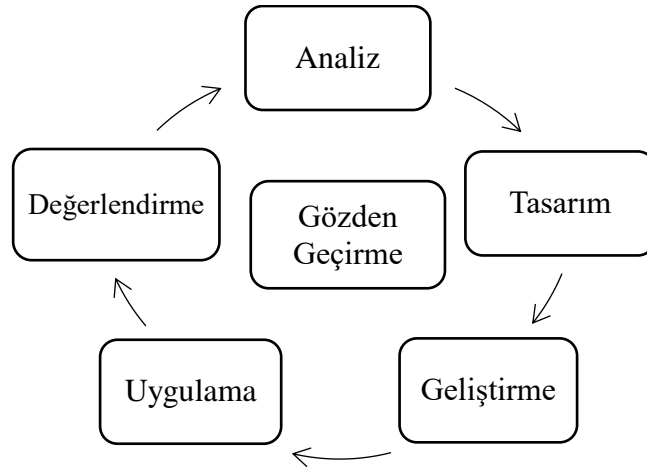 Analiz
Tasarım
Değerlendirme
Gözden
Geçirme
Geliştirme
Uygulama